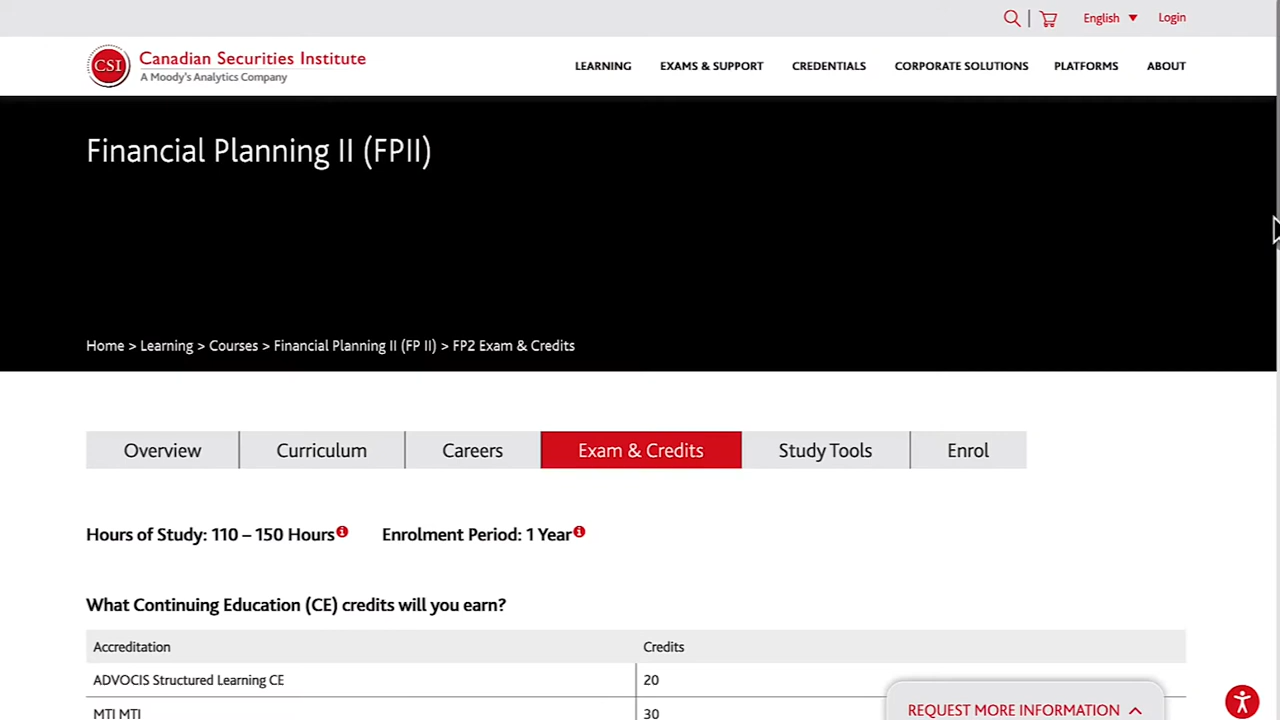 English
Login
CSI
Canadian Securities Institute
A Moody's Analytics Company
LEARNING
EXAMS & SUPPORT
CREDENTIALS
CORPORATE SOLUTIONS
PLATFORMS
ABOUT
Financial Planning II (FPII)
Home > Learning > Courses > Financial Planning II (FP II) > FP2 Exam & Credits
Overview
Curriculum
Careers
Exam & Credits
Study Tools
Enrol
Hours of Study: 110 – 150 Hours
Enrolment Period: 1 Year
What Continuing Education (CE) credits will you earn?
Accreditation
Credits
ADVOCIS Structured Learning CE
20
MTI MTI
30
REQUEST MORE INFORMATION